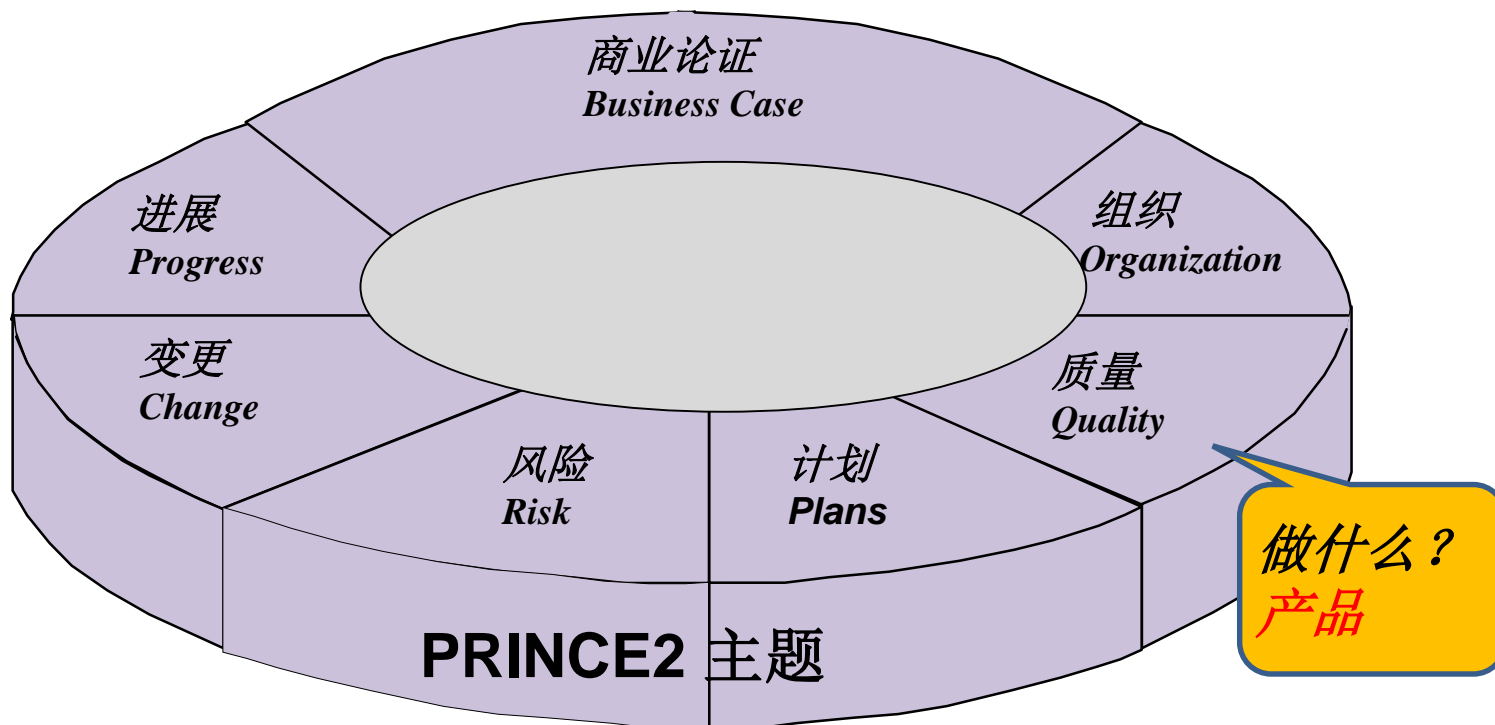 商业论证
Business Case
进展
Progress
组织
Organization
变更
Change
质量
Quality
风险
Risk
计划
Plans
做什么？
产品
PRINCE2 主题